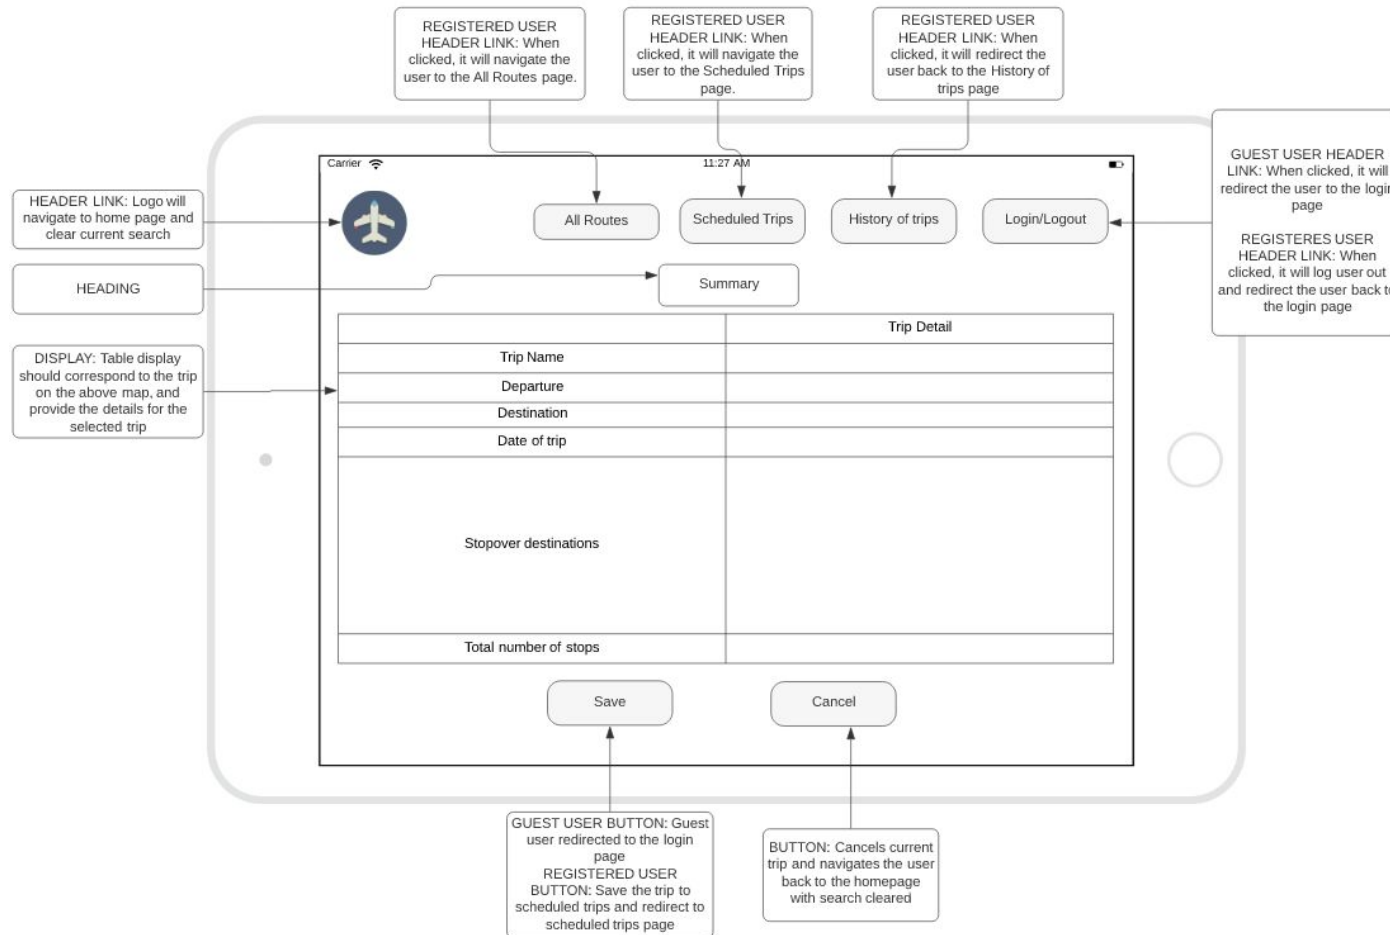 REGISTERED USER
HEADER LINK: When
clicked, it will navigate the
user to the All Routes page.
REGISTERED USER
HEADER LINK: When
clicked, it will navigate the
user to the Scheduled Trips
page.
REGISTERED USER
HEADER LINK: When
clicked, it will redirect the
user back to the History of
trips page
GUEST USER HEADER
LINK: When clicked, it will
redirect the user to the login
page
REGISTERES USER
HEADER LINK: When
clicked, it will log user out
and redirect the user back to
the login page
Carrier
11:27 AM
HEADER LINK: Logo will
navigate to home page and
clear current search
All Routes
Scheduled Trips
History of trips
Login/Logout
HEADING
Summary
DISPLAY: Table display
should correspond to the trip
on the above map, and
provide the details for the
selected trip
Trip Detail
Trip Name
Departure
Destination
Date of trip
Stopover destinations
Total number of stops
Save
Cancel
GUEST USER BUTTON: Guest
user redirected to the login
page
REGISTERED USER
BUTTON: Save the trip to
scheduled trips and redirect to
scheduled trips page
BUTTON: Cancels current
trip and navigates the user
back to the homepage
with search cleared